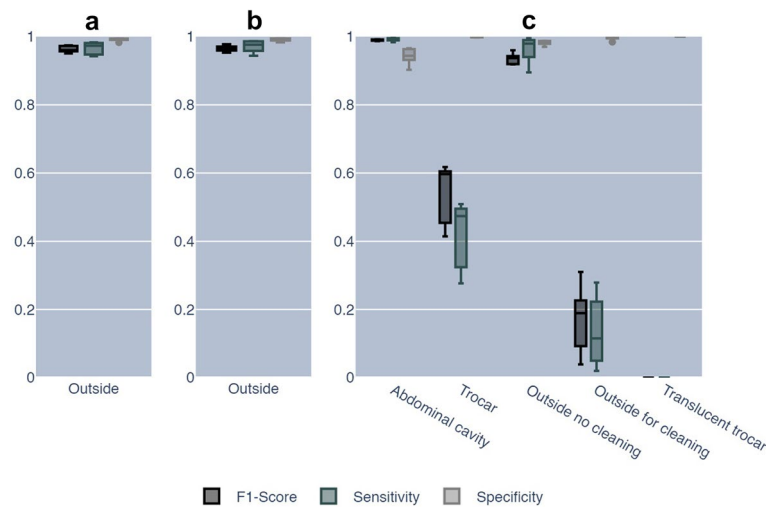 a
b
c
1
0.8
0.6
0.4
0.2
0
Outside
1
0.8
0.6
0.4
0.2
0
Outside
1
0.8
0.6
0.4
0.2
0
Abdominal cavity
Trocar
Outside no cleaning
Outside for cleaning
Translucent trocar
F1-Score Sensitivity Specificity